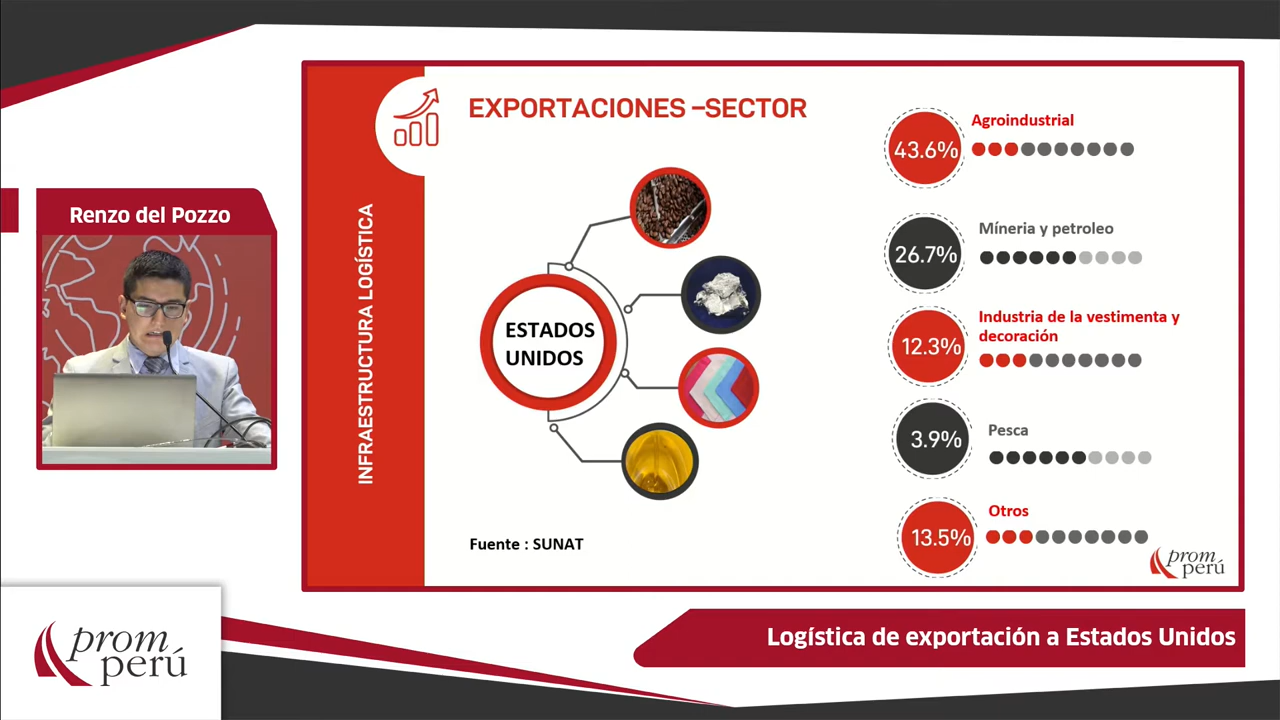 Renzo del Pozzo
INFRAESTRUCTURA LOGÍSTICA
EXPORTACIONES –SECTOR
ESTADOS
UNIDOS
Fuente : SUNAT
43.6%
Agroindustrial
26.7%
Míneria y petroleo
12.3%
Industria de la vestimenta y
decoración
3.9%
Pesca
13.5%
Otros
prom
perú
Logística de exportación a Estados Unidos
prom
perú